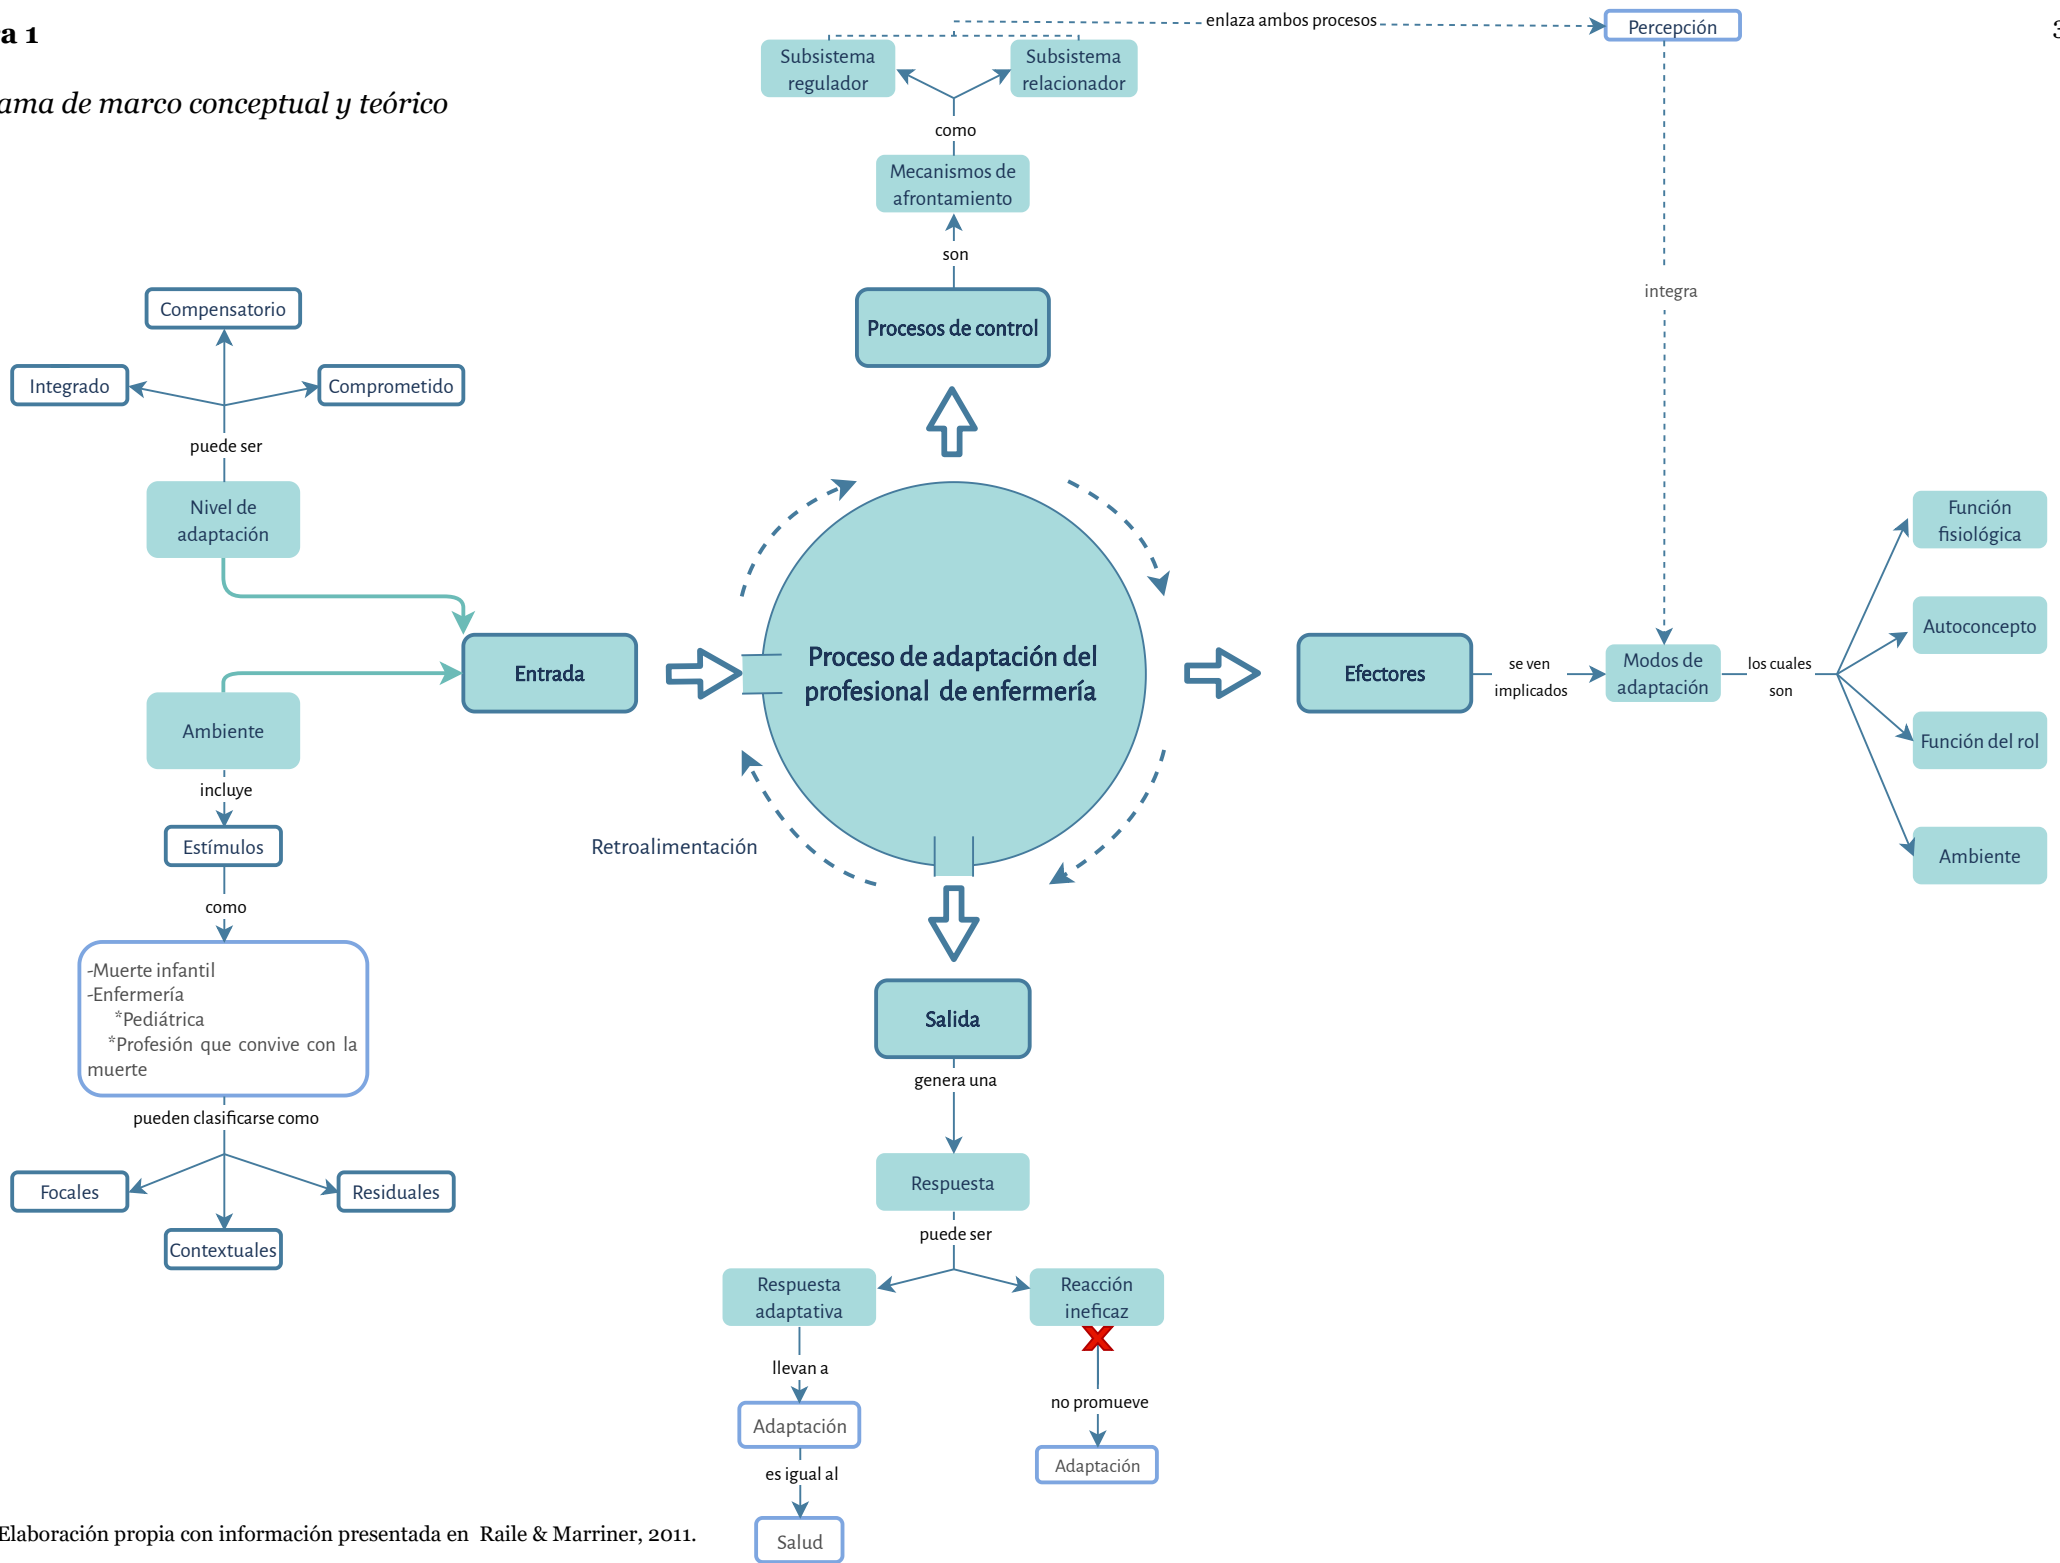 a 1
ama de marco conceptual y teórico
3
enlaza ambos procesos
Percepción
Subsistema
regulador
Subsistema
relacionador
como
Mecanismos de
afrontamiento
son
Procesos de control
integra
Compensatorio
Integrado
Comprometido
puede ser
Nivel de
adaptación
Entrada
Ambiente
incluye
Estímulos
como
-Muerte infantil
-Enfermería
*Pediátrica
*Profesión que convive con la
muerte
pueden clasificarse como
Focales
Residuales
Contextuales
Proceso de adaptación del
profesional de enfermería
Retroalimentación
Efectores
se ven
implicados
Modos de
adaptación
los cuales
son
Función
fisiológica
Autoconcepto
Función del rol
Ambiente
Salida
genera una
Respuesta
puede ser
Respuesta
adaptativa
Reacción
ineficaz
llevan a
no promueve
Adaptación
Adaptación
es igual al
Salud
Elaboración propia con información presentada en Raile & Marriner, 2011.